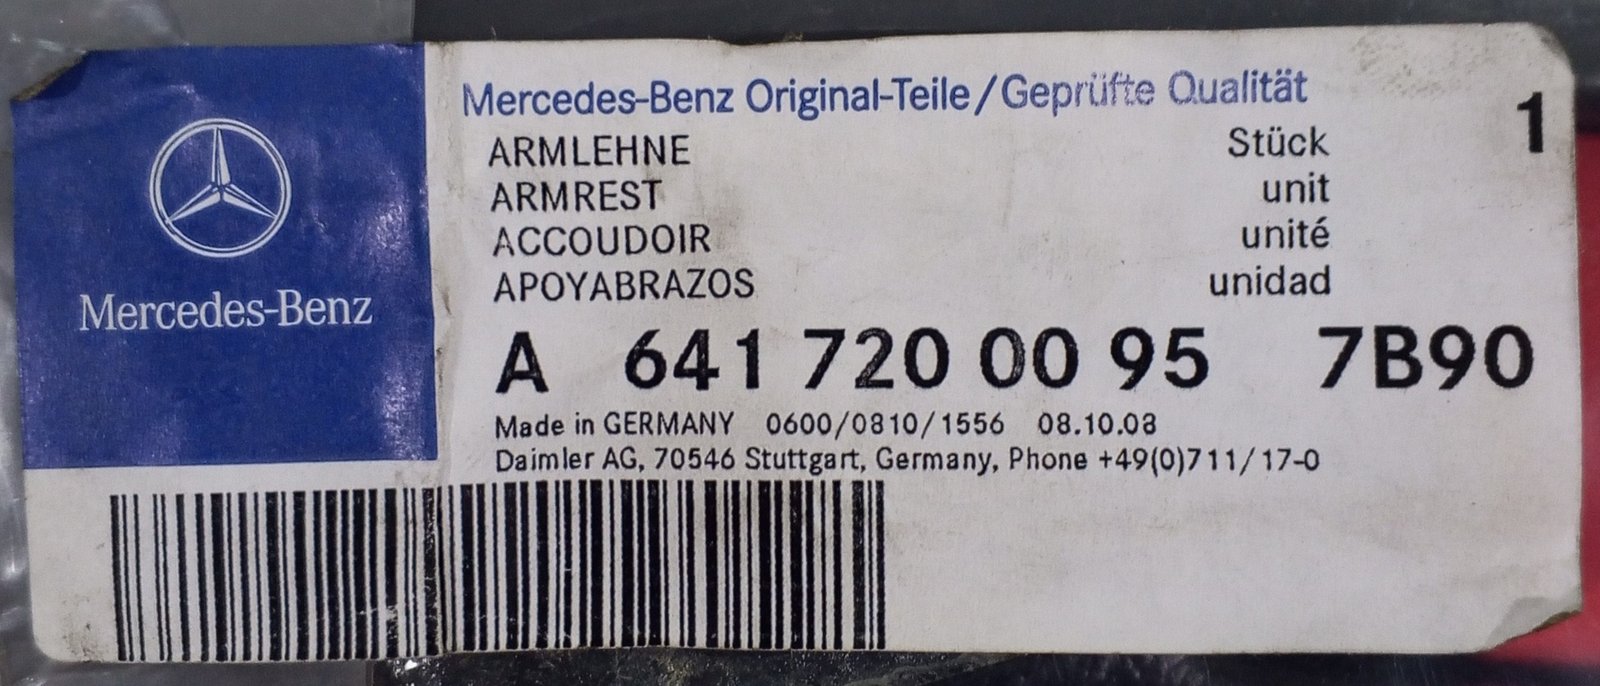 Mercedes-Benz
Mercedes-Benz Original-Teile/Geprüfte Qualität
ARMLEHNE Stück 1
ARMREST unit
ACCOUDOIR unité
APOYABRAZOS unidad
A 641 720 00 95 7B90
Made in GERMANY 0600/0810/1556 08.10.08
Daimler AG, 70546 Stuttgart, Germany, Phone +49(0)711/17-0